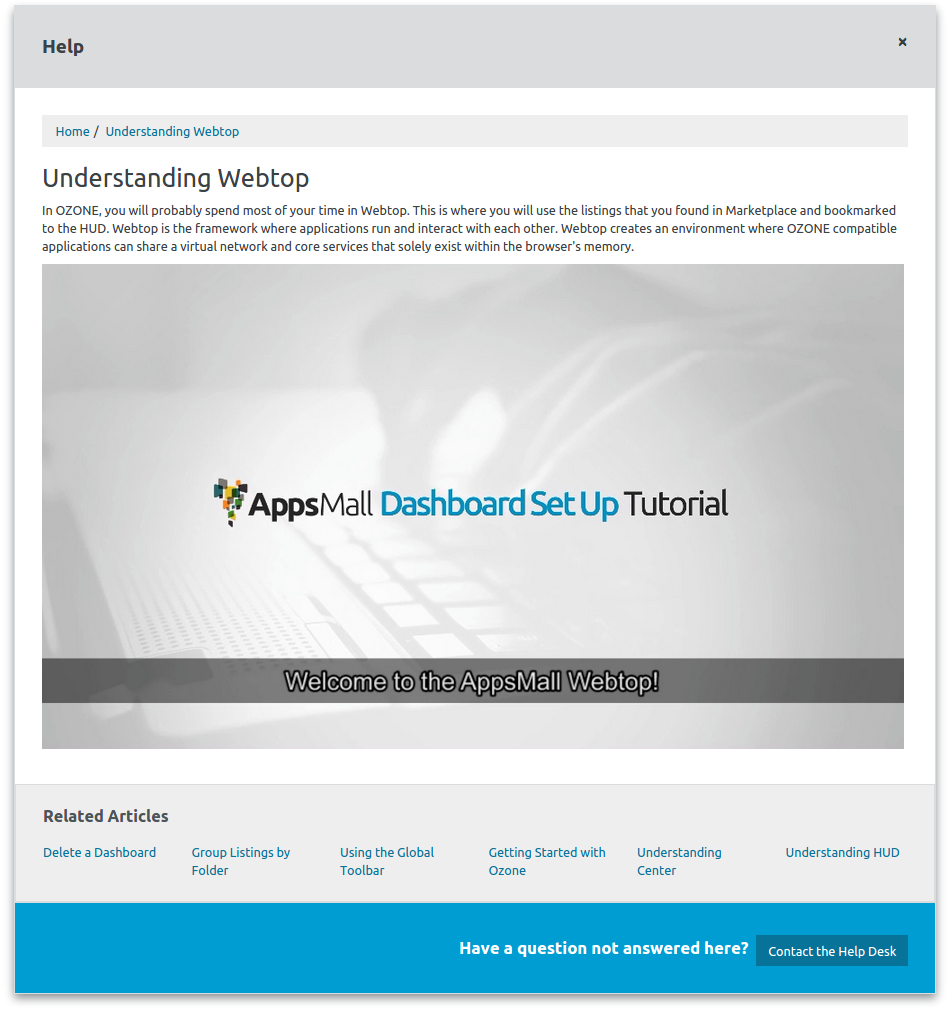 Help
×
Home / Understanding Webtop
Understanding Webtop
In OZONE, you will probably spend most of your time in Webtop. This is where you will use the listings that you found in Marketplace and bookmarked
to the HUD. Webtop is the framework where applications run and interact with each other. Webtop creates an environment where OZONE compatible
applications can share a virtual network and core services that solely exist within the browser's memory.
AppsMall Dashboard Set Up Tutorial
Welcome to the AppsMall Webtop!
Related Articles
Delete a Dashboard
Group Listings by
Folder
Using the Global
Toolbar
Getting Started with
Ozone
Understanding
Center
Understanding HUD
Have a question not answered here?
Contact the Help Desk